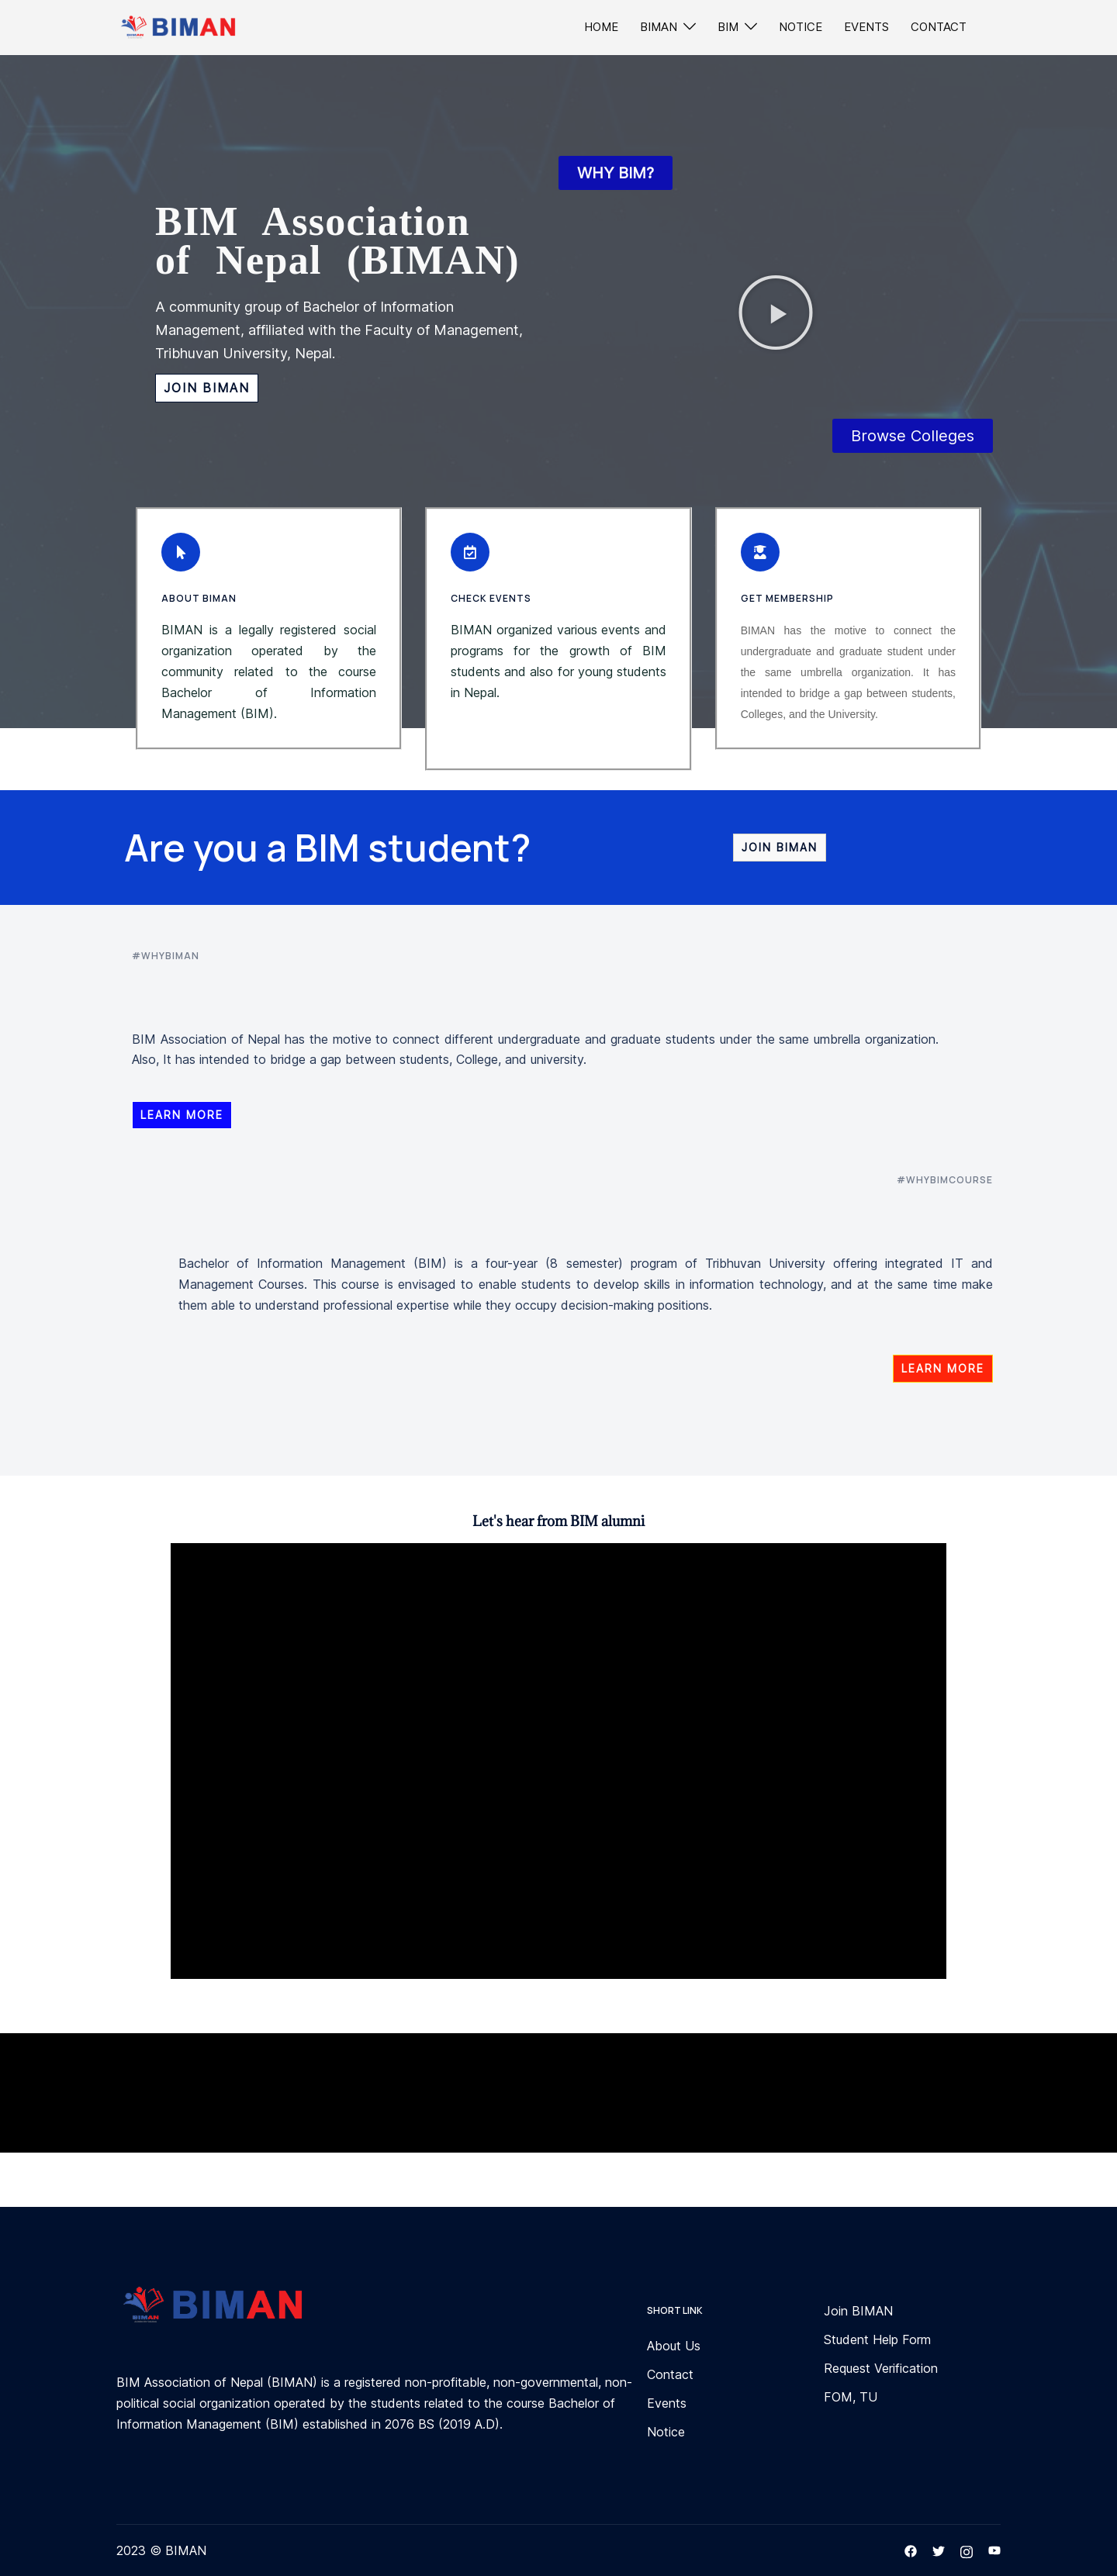 BIMAN
HOME
BIMAN
BIM
NOTICE
EVENTS
CONTACT
WHY BIM?
BIM Association
of Nepal (BIMAN)
A community group of Bachelor of Information
Management, affiliated with the Faculty of Management,
Tribhuvan University, Nepal.
JOIN BIMAN
Browse Colleges
ABOUT BIMAN
BIMAN is a legally registered social
organization operated by the
community related to the course
Bachelor of Information
Management (BIM).
CHECK EVENTS
BIMAN organized various events and
programs for the growth of BIM
students and also for young students
in Nepal.
GET MEMBERSHIP
BIMAN has the motive to connect the
undergraduate and graduate student under
the same umbrella organization. It has
intended to bridge a gap between students,
Colleges, and the University.
Are you a BIM student?
JOIN BIMAN
#WHYBIMAN
BIM Association of Nepal has the motive to connect different undergraduate and graduate students under the same umbrella organization.
Also, It has intended to bridge a gap between students, College, and university.
LEARN MORE
#WHYBIMCOURSE
Bachelor of Information Management (BIM) is a four-year (8 semester) program of Tribhuvan University offering integrated IT and
Management Courses. This course is envisaged to enable students to develop skills in information technology, and at the same time make
them able to understand professional expertise while they occupy decision-making positions.
LEARN MORE
Let's hear from BIM alumni
BIMAN
BIMAN
BIM Association of Nepal (BIMAN) is a registered non-profitable, non-governmental, non-
political social organization operated by the students related to the course Bachelor of
Information Management (BIM) established in 2076 BS (2019 A.D).
SHORT LINK
About Us
Contact
Events
Notice
Join BIMAN
Student Help Form
Request Verification
FOM, TU
2023 © BIMAN